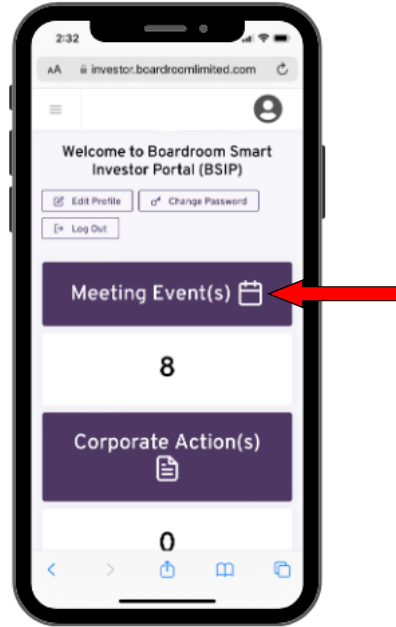 2:32
AA investor.boardroomlimited.com
Welcome to Boardroom Smart
Investor Portal (BSIP)
Edit Profile Change Password
Log Out
Meeting Event(s)
8
Corporate Action(s)
0